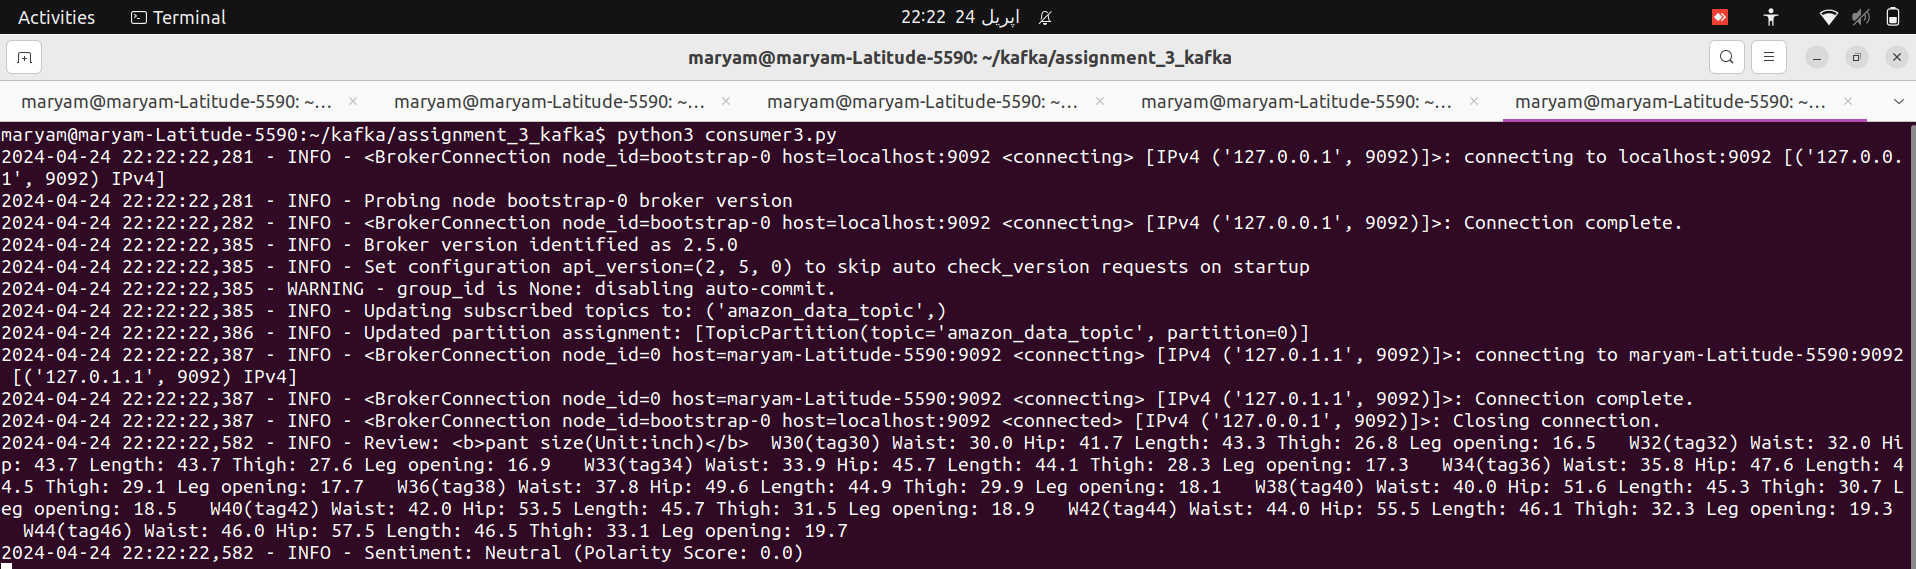 Activities
Terminal
22:22 24 اپریل
maryam@maryam-Latitude-5590: ~/kafka/assignment_3_kafka
maryam@maryam-Latitude-5590: ~... maryam@maryam-Latitude-5590: ~... maryam@maryam-Latitude-5590: ~... maryam@maryam-Latitude-5590: ~... maryam@maryam-Latitude-5590: ~...
maryam@maryam-Latitude-5590:~/kafka/assignment_3_kafka$ python3 consumer3.py
2024-04-24 22:22:22,281 - INFO - <BrokerConnection node_id=bootstrap-0 host=localhost:9092 <connecting> [IPv4 ('127.0.0.1', 9092)]>: connecting to localhost:9092 [('127.0.0.
1', 9092) IPv4]
2024-04-24 22:22:22,281 - INFO - Probing node bootstrap-0 broker version
2024-04-24 22:22:22,282 - INFO - <BrokerConnection node_id=bootstrap-0 host=localhost:9092 <connecting> [IPv4 ('127.0.0.1', 9092)]>: Connection complete.
2024-04-24 22:22:22,385 - INFO - Broker version identified as 2.5.0
2024-04-24 22:22:22,385 - INFO - Set configuration api_version=(2, 5, 0) to skip auto check_version requests on startup
2024-04-24 22:22:22,385 - WARNING - group_id is None: disabling auto-commit.
2024-04-24 22:22:22,385 - INFO - Updating subscribed topics to: ('amazon_data_topic',)
2024-04-24 22:22:22,386 - INFO - Updated partition assignment: [TopicPartition(topic='amazon_data_topic', partition=0)]
2024-04-24 22:22:22,387 - INFO - <BrokerConnection node_id=0 host=maryam-Latitude-5590:9092 <connecting> [IPv4 ('127.0.1.1', 9092)]>: connecting to maryam-Latitude-5590:9092
[('127.0.1.1', 9092) IPv4]
2024-04-24 22:22:22,387 - INFO - <BrokerConnection node_id=0 host=maryam-Latitude-5590:9092 <connecting> [IPv4 ('127.0.1.1', 9092)]>: Connection complete.
2024-04-24 22:22:22,387 - INFO - <BrokerConnection node_id=bootstrap-0 host=localhost:9092 <connected> [IPv4 ('127.0.0.1', 9092)]>: Closing connection.
2024-04-24 22:22:22,582 - INFO - Review: <b>pant size(Unit:inch)</b>  W30(tag30) Waist: 30.0 Hip: 41.7 Length: 43.3 Thigh: 26.8 Leg opening: 16.5   W32(tag32) Waist: 32.0 Hi
p: 43.7 Length: 43.7 Thigh: 27.6 Leg opening: 16.9   W33(tag34) Waist: 33.9 Hip: 45.7 Length: 44.1 Thigh: 28.3 Leg opening: 17.3   W34(tag36) Waist: 35.8 Hip: 47.6 Length: 4
4.5 Thigh: 29.1 Leg opening: 17.7   W36(tag38) Waist: 37.8 Hip: 49.6 Length: 44.9 Thigh: 29.9 Leg opening: 18.1   W38(tag40) Waist: 40.0 Hip: 51.6 Length: 45.3 Thigh: 30.7 L
eg opening: 18.5   W40(tag42) Waist: 42.0 Hip: 53.5 Length: 45.7 Thigh: 31.5 Leg opening: 18.9   W42(tag44) Waist: 44.0 Hip: 55.5 Length: 46.1 Thigh: 32.3 Leg opening: 19.3
W44(tag46) Waist: 46.0 Hip: 57.5 Length: 46.5 Thigh: 33.1 Leg opening: 19.7
2024-04-24 22:22:22,582 - INFO - Sentiment: Neutral (Polarity Score: 0.0)